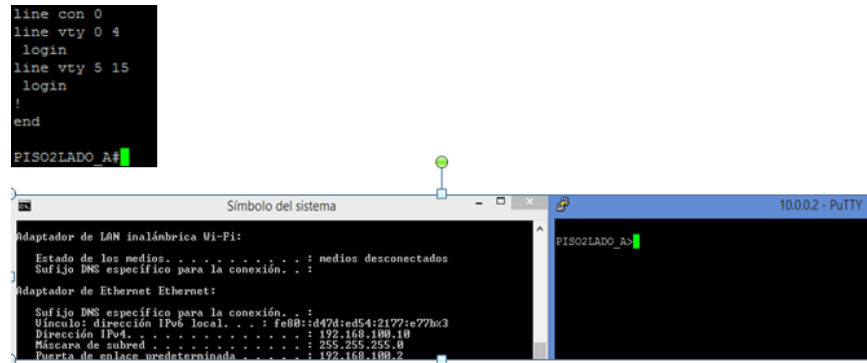 line con 0
line vty 0 4
login
line vty 5 15
login
!
end
PISO2LADO_A#
Símbolo del sistema
Adaptador de LAN inalámbrica Wi-Fi:
Estado de los medios. . . . . . . . . . . : medios desconectados
Sufijo DNS específico para la conexión. . :
Adaptador de Ethernet Ethernet:
Sufijo DNS específico para la conexión. . :
Vínculo: dirección IPv6 local. . . : fe80::d47d:ed54:2177:e77b%3
Dirección IPv4. . . . . . . . . . . . . . : 192.168.100.10
Máscara de subred . . . . . . . . . . . . : 255.255.255.0
Puerta de enlace predeterminada . . . . . : 192.168.100.2
10.0.0.2 - PuTTY
PISO2LADO_A>